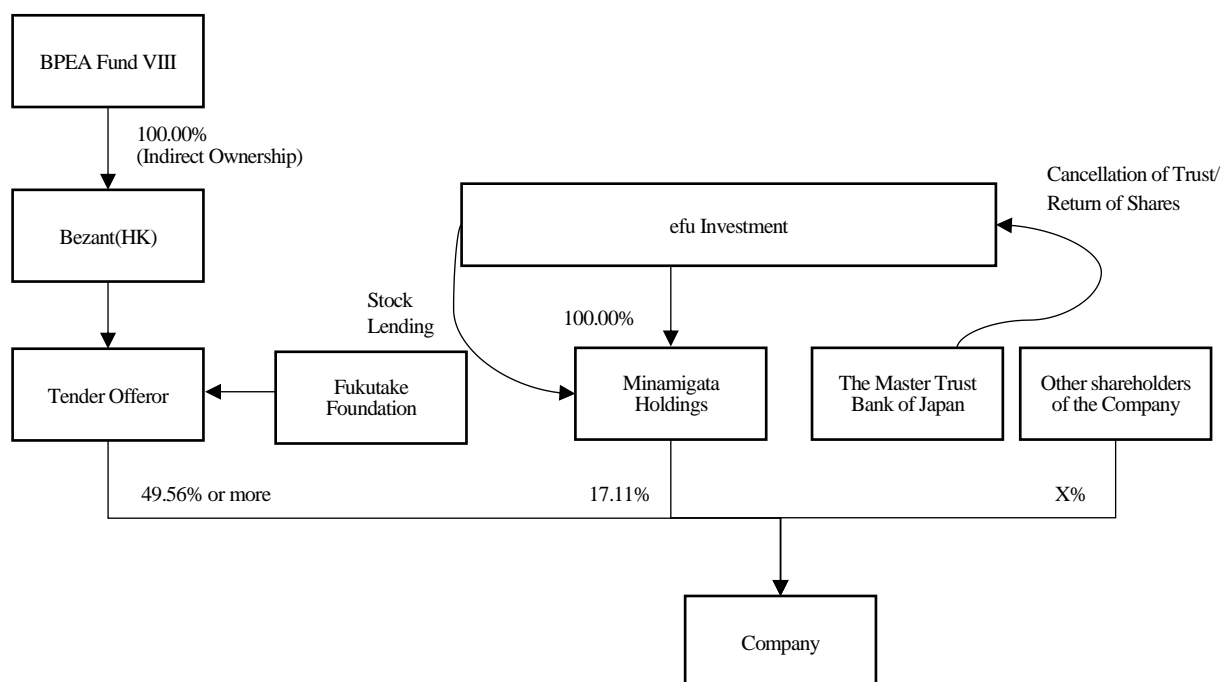 BPEA Fund VIII
100.00%
(Indirect Ownership)
Cancellation of Trust/
Return of Shares
Bezant(HK)
efu Investment
Stock
Lending
100.00%
Tender Offeror
Fukutake
Foundation
Minamigata
Holdings
The Master Trust
Bank of Japan
Other shareholders
of the Company
49.56% or more
17.11%
X%
Company